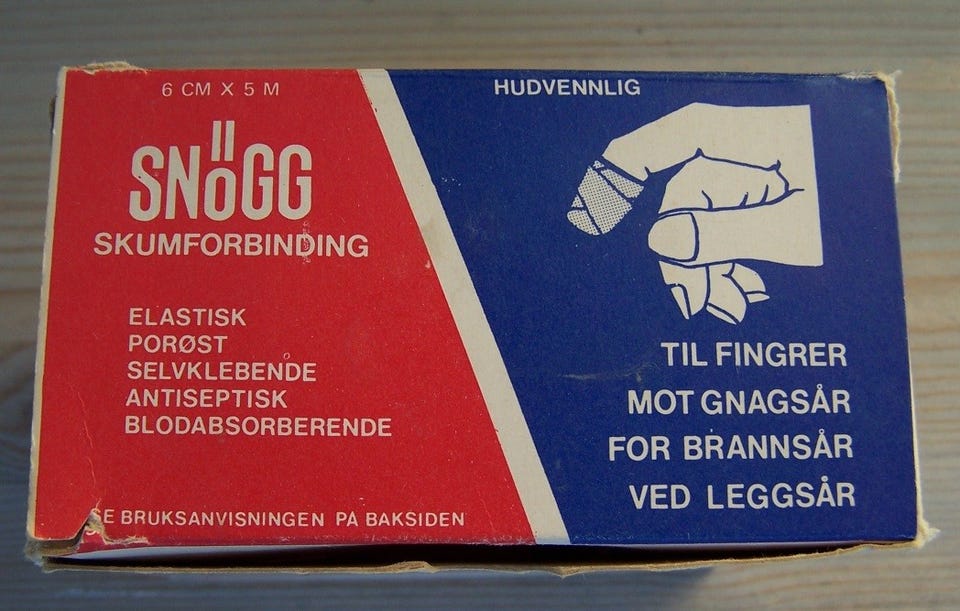 6 CM X 5 M
SNÖGG
SKUMFORBINDING
ELASTISK
PORØST
SELVKLEBENDE
ANTISEPTISK
BLODABSORBERENDE
SE BRUKSANVISNINGEN PÅ BAKSIDEN
HUDVENNLIG
TIL FINGRER
MOT GNAGSÅR
FOR BRANNSÅR
VED LEGGSÅR